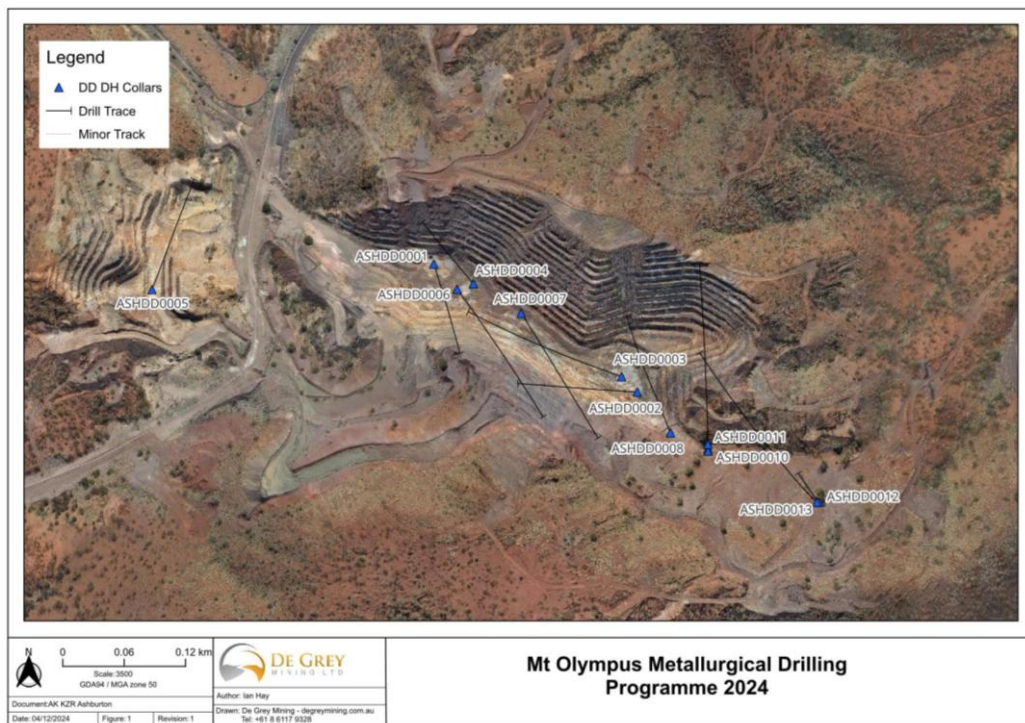 Legend
DD DH Collars
Drill Trace
Minor Track
ASHDD0001
ASHDD0004
ASHDD0006
ASHDD0007
ASHDD0005
ASHDD0003
ASHDD0002
ASHDD0008
ASHDD0011
ASHDD0010
ASHDD0012
ASHDD0013
N
0 0.06 0.12 km
Scale:3500
GDA94 / MGA zone 50
Document:AK KZR Ashburton
Date: 04/12/2024 Figure: 1 Revision: 1
DE GREY
MINING LTD
Author: Ian Hay
Drawn: De Grey Mining - degreymining.com.au
Tel: +61 8 6117 9328
Mt Olympus Metallurgical Drilling
Programme 2024